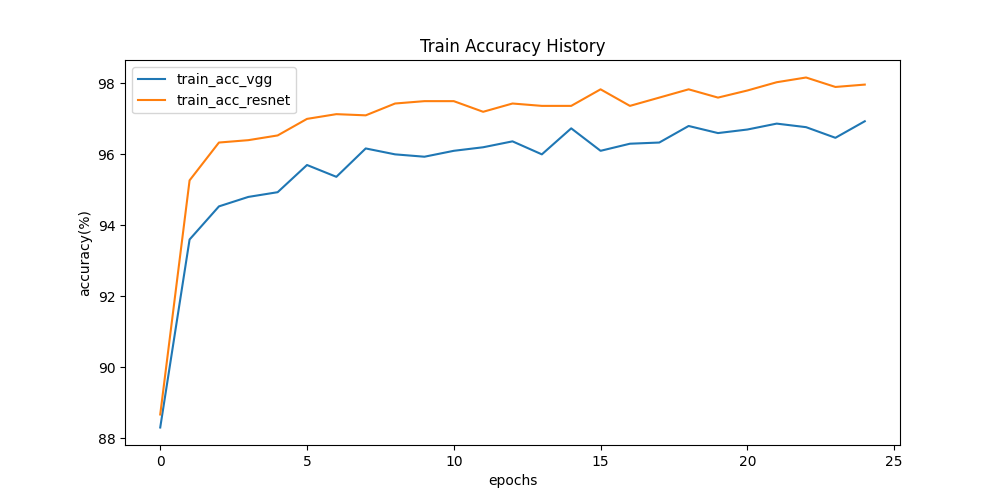 Train Accuracy History
train_acc_vgg
train_acc_resnet
accuracy(%)
98
96
94
92
90
88
0 5 10 15 20 25
epochs